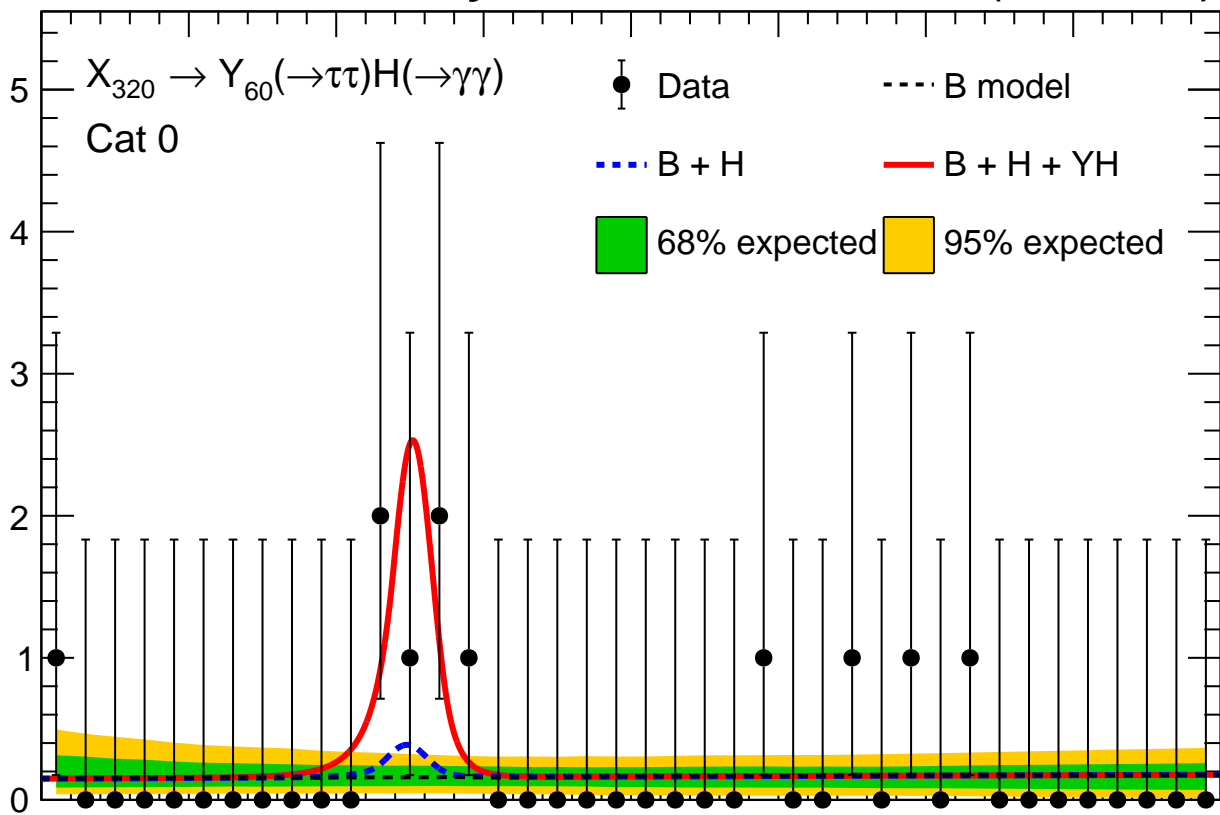 X₃₂₀ → Y₆₀(→ττ)H(→γγ)
Cat 0
Data
B model
B + H
B + H + YH
68% expected
95% expected
5
4
3
2
1
0